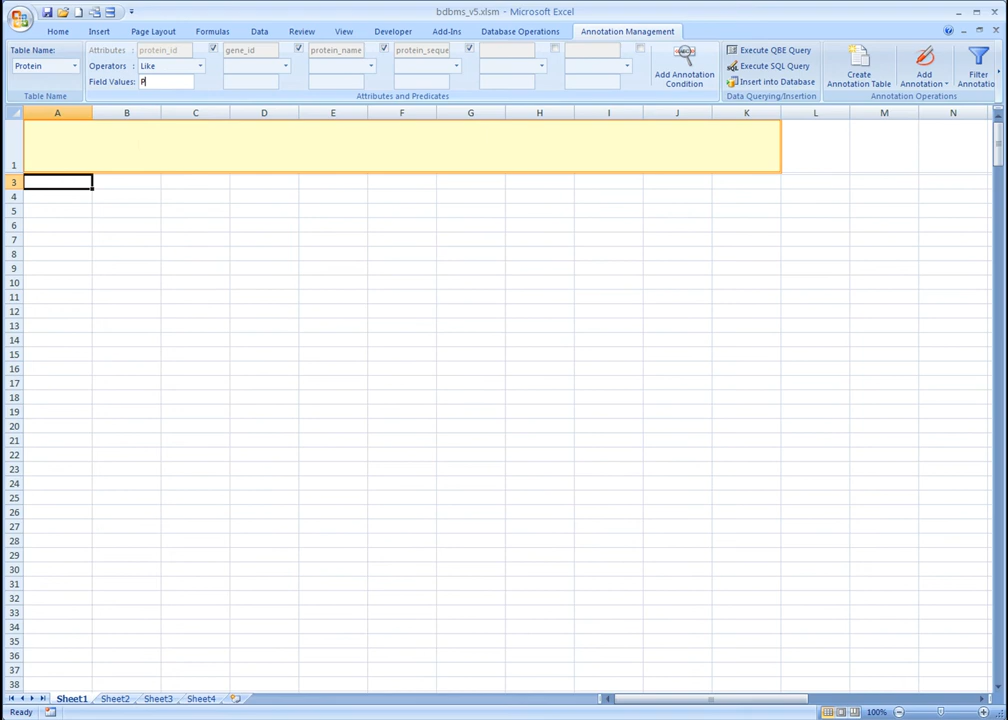 bdbms_v5.xlsm - Microsoft Excel
Home Insert Page Layout Formulas Data Review View Developer Add-Ins Database Operations Annotation Management
Table Name: Attributes : protein_id gene_id protein_name protein_seque
Protein Operators : Like
Field Values: P
Add Annotation Condition
Execute QBE Query
Execute SQL Query
Insert into Database
Create Annotation Table
Add Annotation
Filter Annotatio
Table Name Attributes and Predicates Data Querying/Insertion Annotation Operations
A B C D E F G H I J K L M N
1
3
4
5
6
7
8
9
10
11
12
13
14
15
16
17
18
19
20
21
22
23
24
25
26
27
28
29
30
31
32
33
34
35
36
37
38
Sheet1 Sheet2 Sheet3 Sheet4
Ready 100%